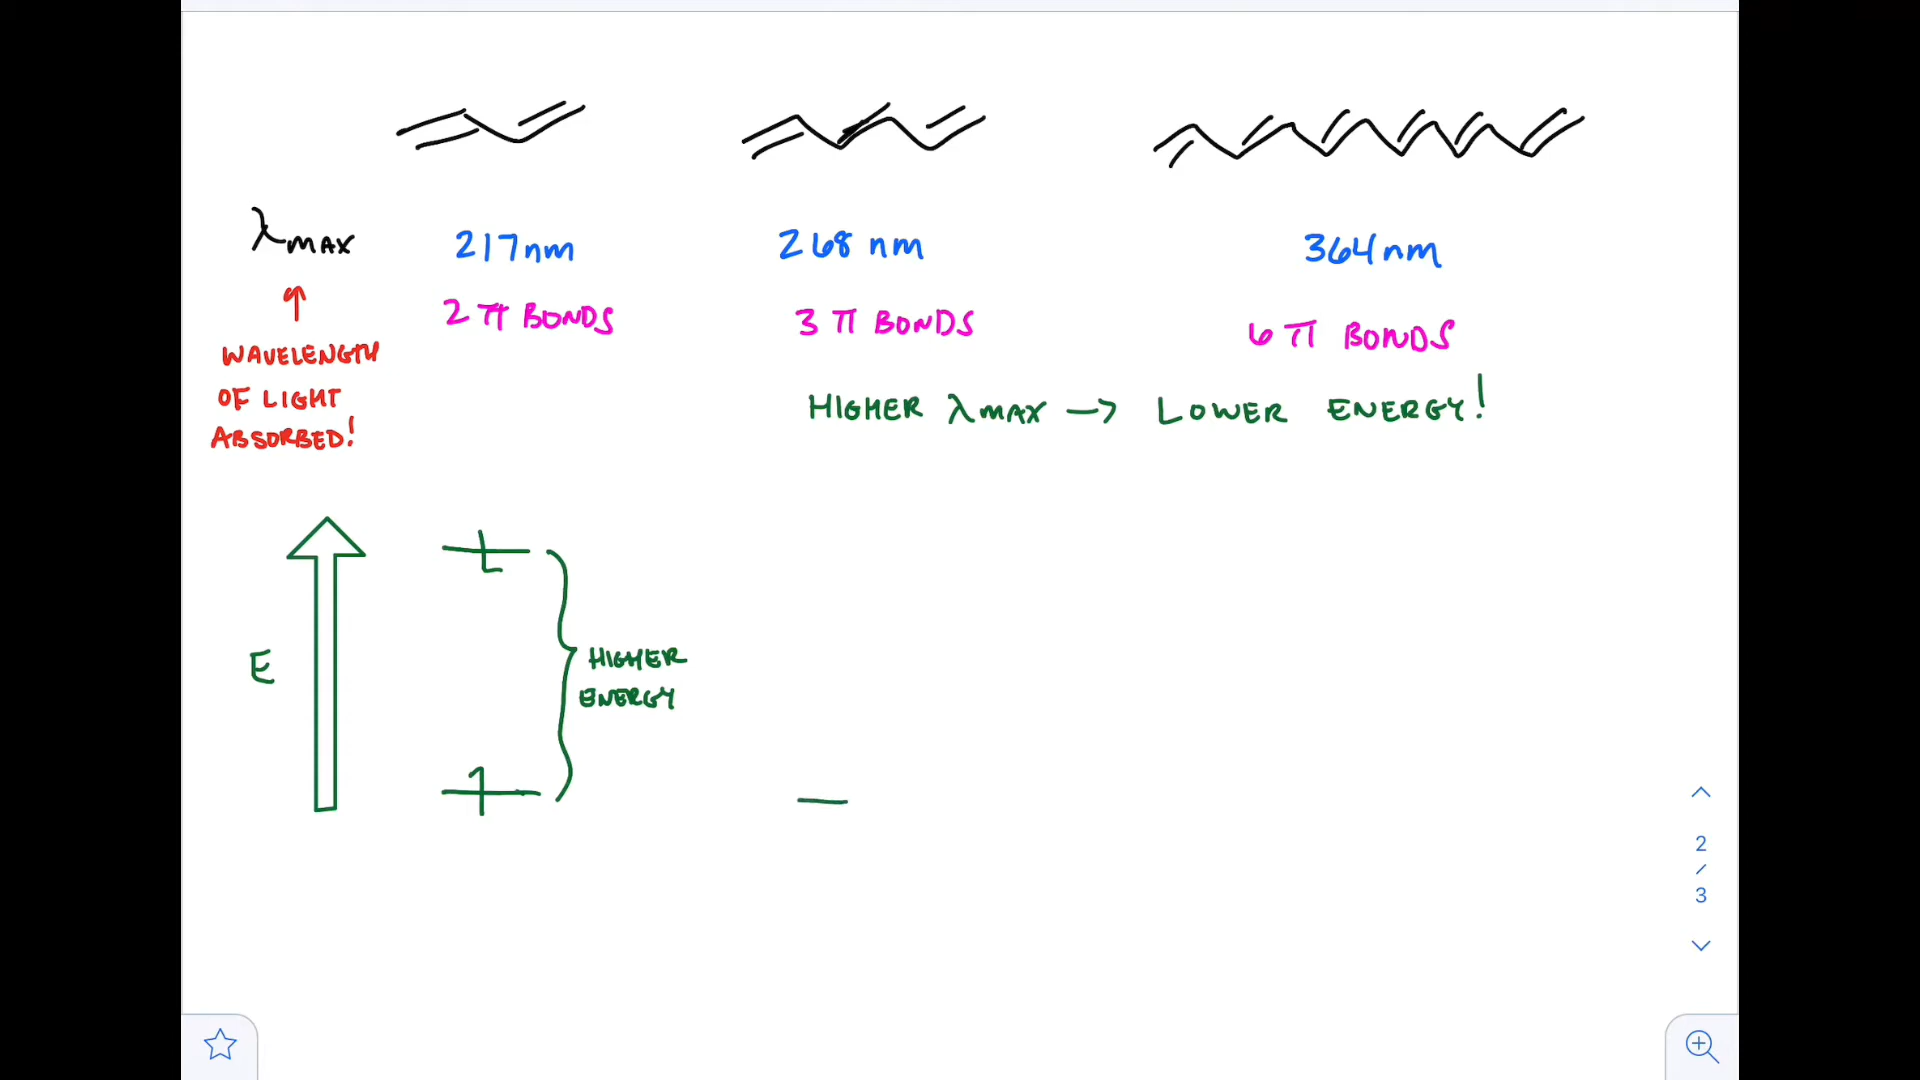 λMAX 217nm 268 nm 364nm
2 π BONDS 3 π BONDS 6 π BONDS
WAVELENGTH
OF LIGHT
ABSORBED!
HIGHER λMAX → LOWER ENERGY!
E
HIGHER
ENERGY
2
/
3